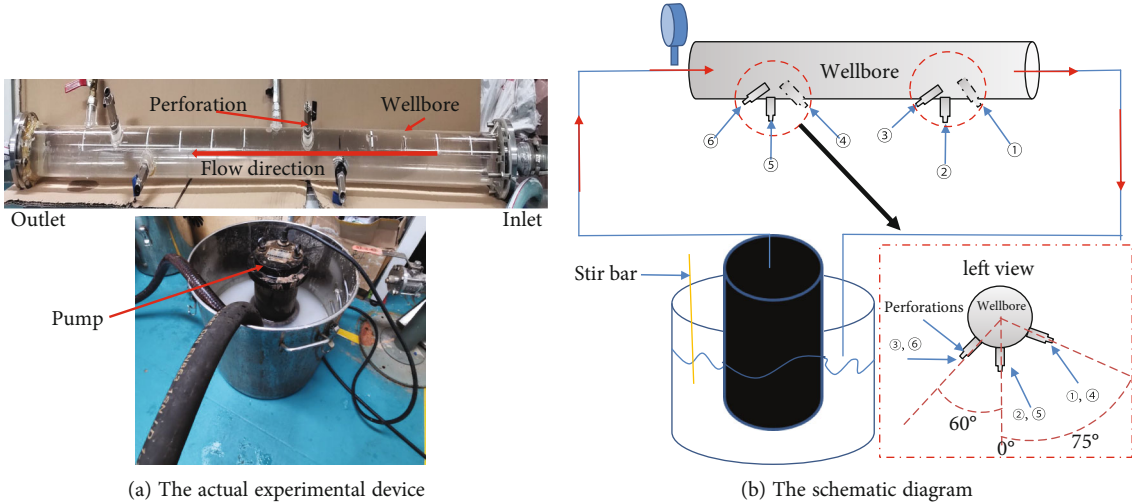 Perforation
Wellbore
Flow direction
Outlet
Inlet
Pump
(a) The actual experimental device
Wellbore
⑥
⑤
④
③
②
①
Stir bar
left view
Wellbore
Perforations
③, ⑥
①, ④
②, ⑤
60°
0°
75°
(b) The schematic diagram